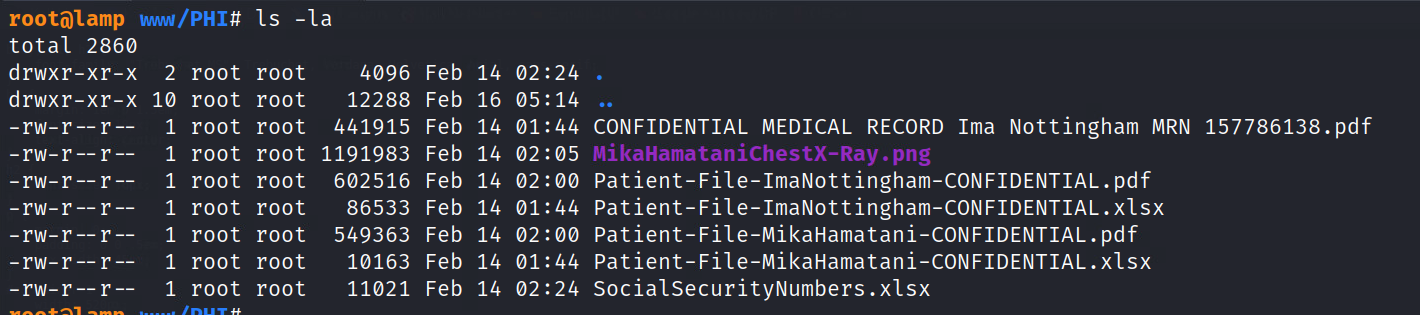 root@lamp www/PHI# ls -la
total 2860
drwxr-xr-x  2 root root    4096 Feb 14 02:24 .
drwxr-xr-x 10 root root   12288 Feb 16 05:14 ..
-rw-r--r--  1 root root  441915 Feb 14 01:44 CONFIDENTIAL MEDICAL RECORD Ima Nottingham MRN 157786138.pdf
-rw-r--r--  1 root root 1191983 Feb 14 02:05 MikaHamataniChestX-Ray.png
-rw-r--r--  1 root root  602516 Feb 14 02:00 Patient-File-ImaNottingham-CONFIDENTIAL.pdf
-rw-r--r--  1 root root   86533 Feb 14 01:44 Patient-File-ImaNottingham-CONFIDENTIAL.xlsx
-rw-r--r--  1 root root  549363 Feb 14 02:00 Patient-File-MikaHamatani-CONFIDENTIAL.pdf
-rw-r--r--  1 root root   10163 Feb 14 01:44 Patient-File-MikaHamatani-CONFIDENTIAL.xlsx
-rw-r--r--  1 root root   11021 Feb 14 02:24 SocialSecurityNumbers.xlsx
root@lamp www/PHI#